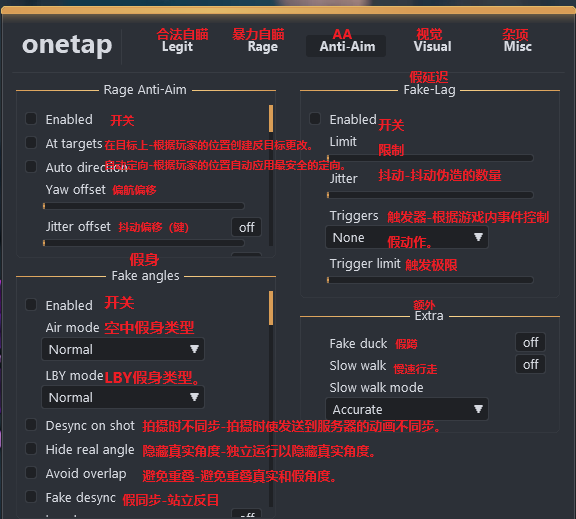 onetap
合法自瞄 暴力自瞄 AA 视觉 杂项
Legit Rage Anti-Aim Visual Misc
假延迟
Rage Anti-Aim
Enabled 开关
At targets 在目标上-根据玩家的位置创建反目标更改。
Auto direction 自动定向-根据玩家的位置自动应用最安全的定向。
Yaw offset 偏航偏移
Jitter offset 抖动偏移（键） off
Fake-Lag
Enabled 开关
Limit 限制
Jitter 抖动-抖动伪造的数量
Triggers 触发器-根据游戏内事件控制
None 假动作。
Trigger limit 触发极限
假身
Fake angles
Enabled 开关
Air mode 空中假身类型
Normal
LBY mode LBY假身类型。
Normal
Desync on shot 拍摄时不同步-拍摄时使发送到服务器的动画不同步。
Hide real angle 隐藏真实角度-独立运行以隐藏真实角度。
Avoid overlap 避免重叠-避免重叠真实和假角度。
Fake desync 假同步-站立反目
off
额外
Extra
Fake duck 假蹲 off
Slow walk 慢速行走 off
Slow walk mode
Accurate